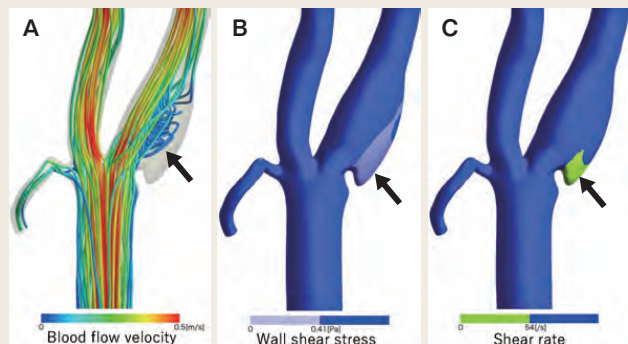 A
B
C
0
0.5[m/s]
Blood flow velocity
0
0.41[Pa]
Wall shear stress
0
54[/s]
Shear rate